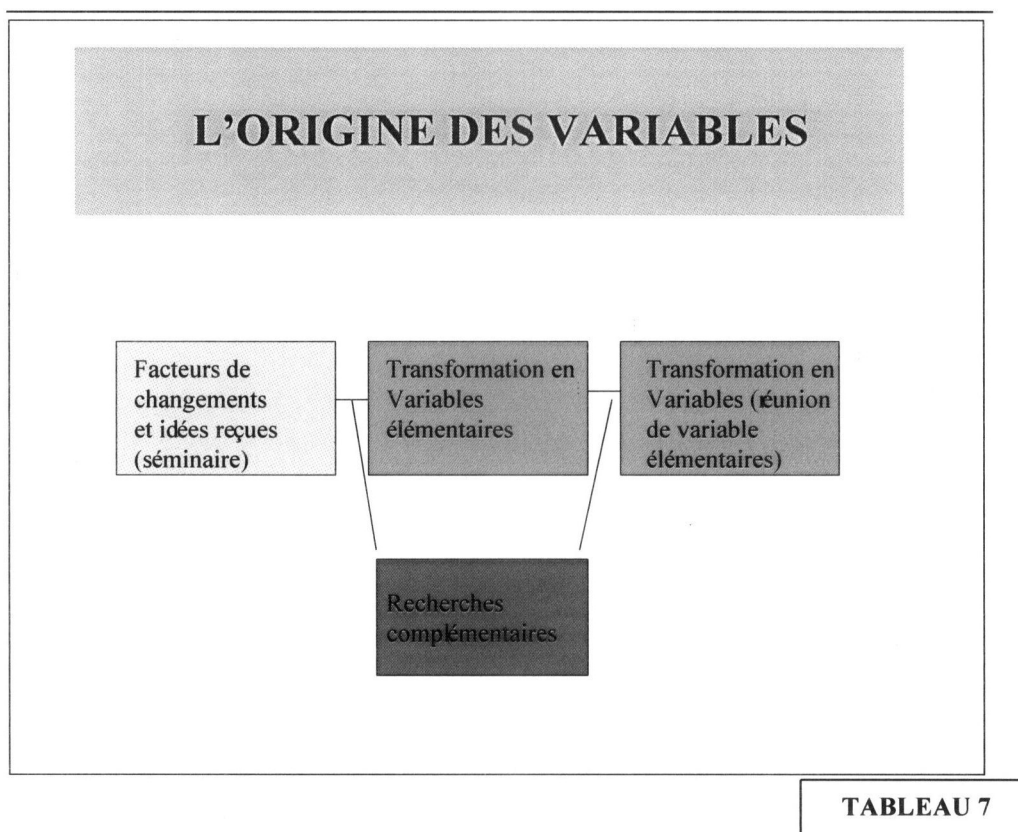 L'ORIGINE DES VARIABLES
Facteurs de
changements
et idées reçues
(séminaire)
Transformation en
Variables
élémentaires
Transformation en
Variables (réunion
de variable
élémentaires)
Recherches
complémentaires
TABLEAU 7